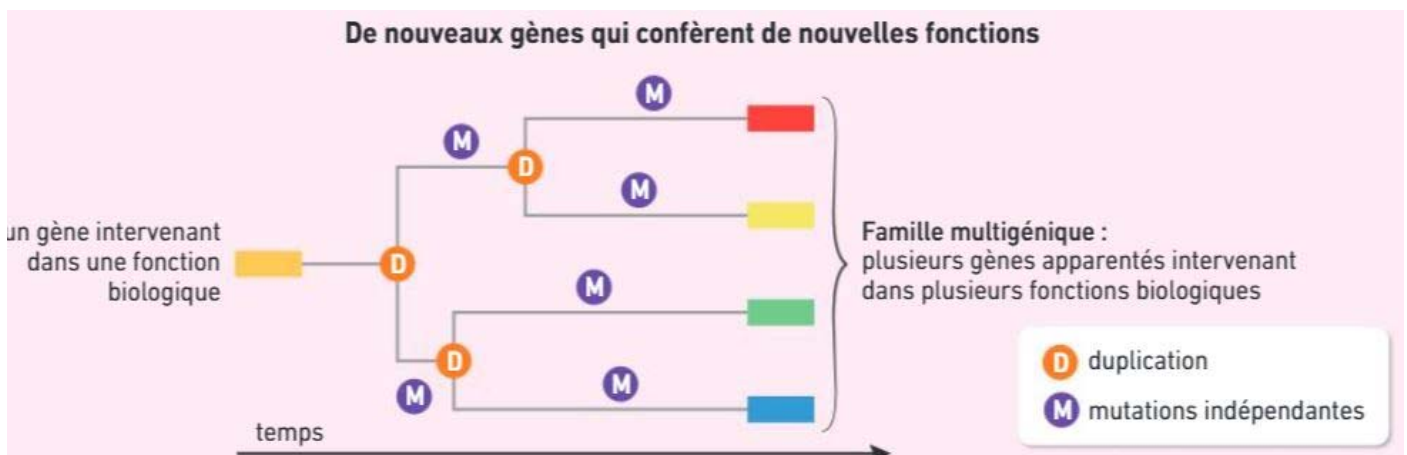 De nouveaux gènes qui confèrent de nouvelles fonctions
M
M
D
M
un gène intervenant
dans une fonction
biologique
D
Famille multigénique :
plusieurs gènes apparentés intervenant
dans plusieurs fonctions biologiques
M
D
M
M
D duplication
M mutations indépendantes
temps